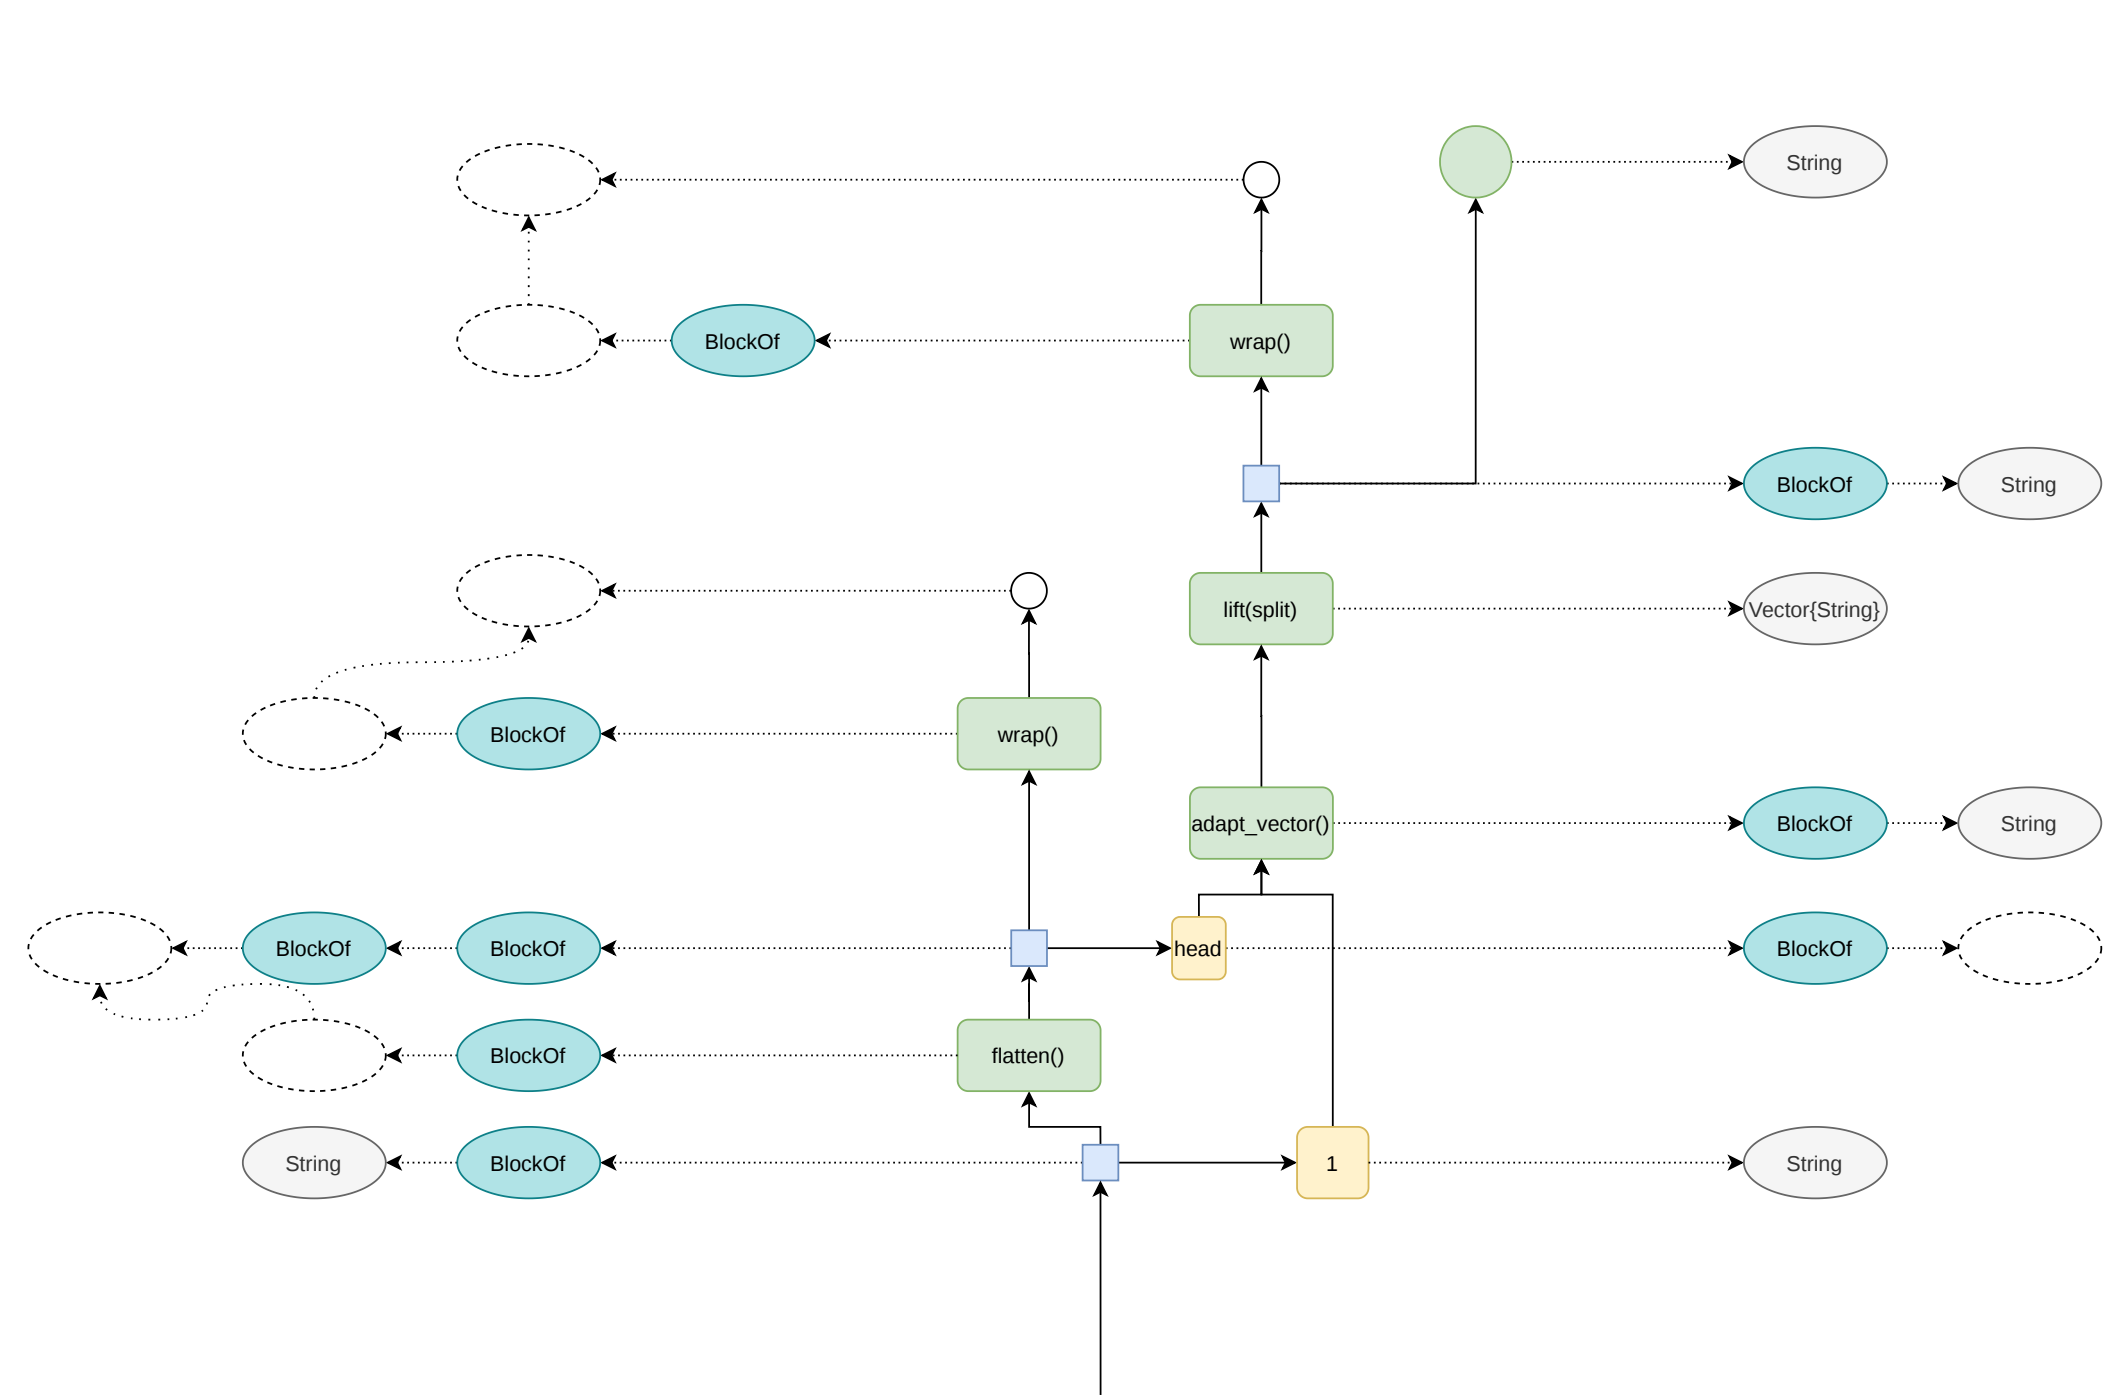 String
BlockOf
wrap()
BlockOf
String
lift(split)
Vector{String}
BlockOf
wrap()
adapt_vector()
BlockOf
String
BlockOf
BlockOf
head
BlockOf
BlockOf
flatten()
String
BlockOf
1
String